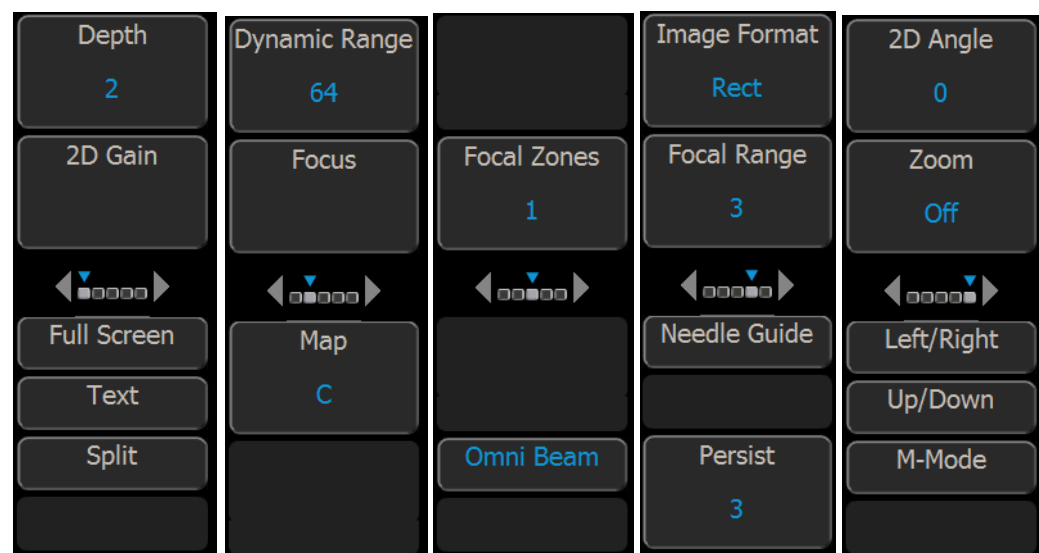 Depth
2
2D Gain
Full Screen
Text
Split
Dynamic Range
64
Focus
Map
C
Focal Zones
1
Omni Beam
Image Format
Rect
Focal Range
3
Needle Guide
Persist
3
2D Angle
0
Zoom
Off
Left/Right
Up/Down
M-Mode